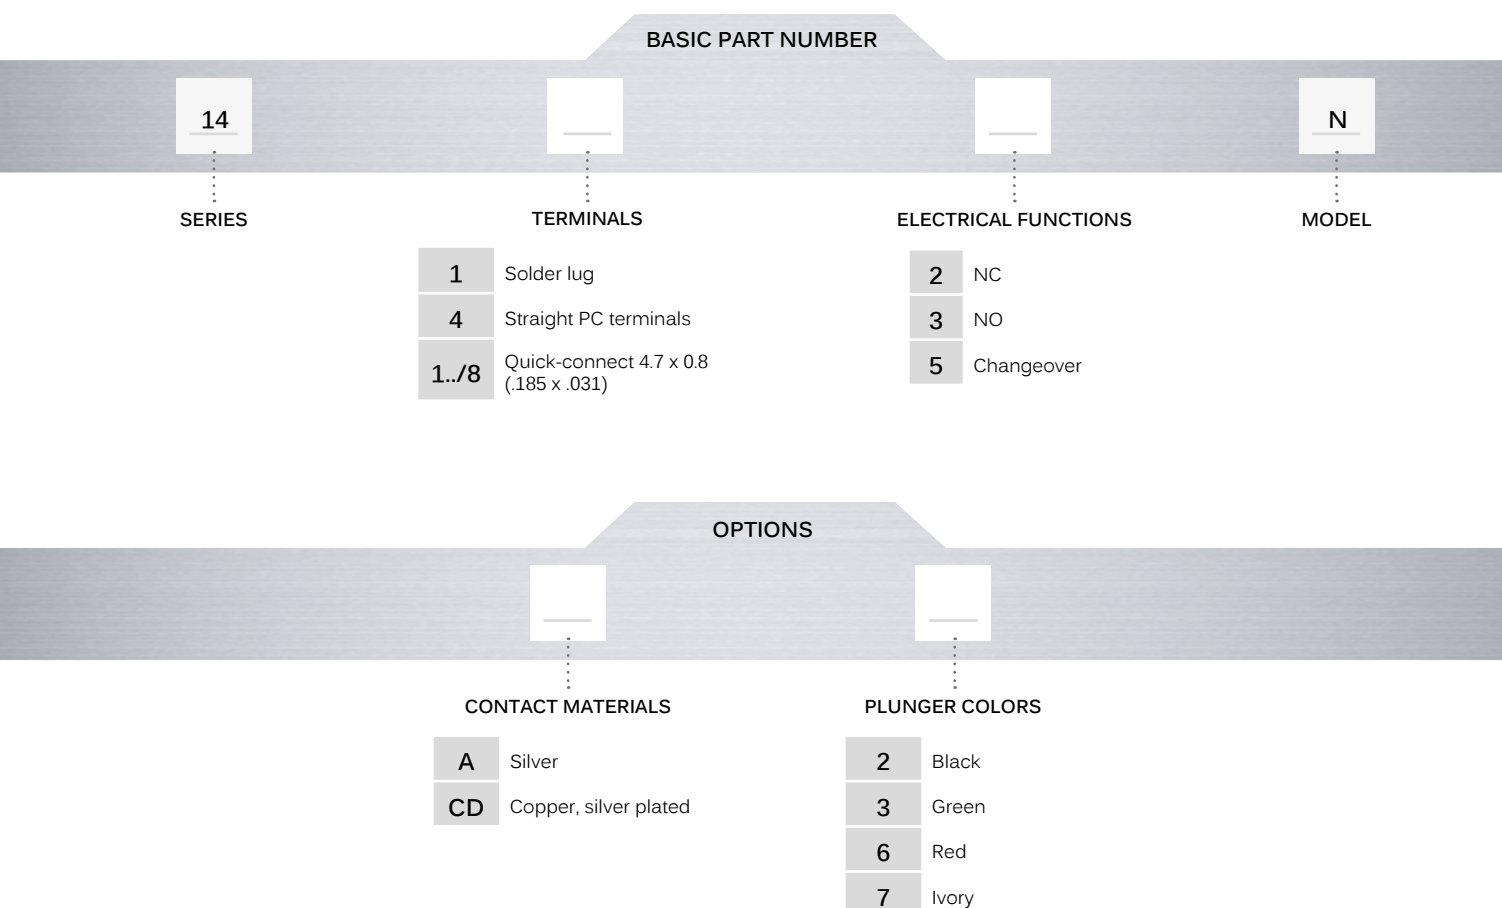 BASIC PART NUMBER
14
N
SERIES
TERMINALS
ELECTRICAL FUNCTIONS
MODEL
1 Solder lug
4 Straight PC terminals
1../8 Quick-connect 4.7 x 0.8
(.185 x .031)
2 NC
3 NO
5 Changeover
OPTIONS
CONTACT MATERIALS
PLUNGER COLORS
A Silver
CD Copper, silver plated
2 Black
3 Green
6 Red
7 Ivory